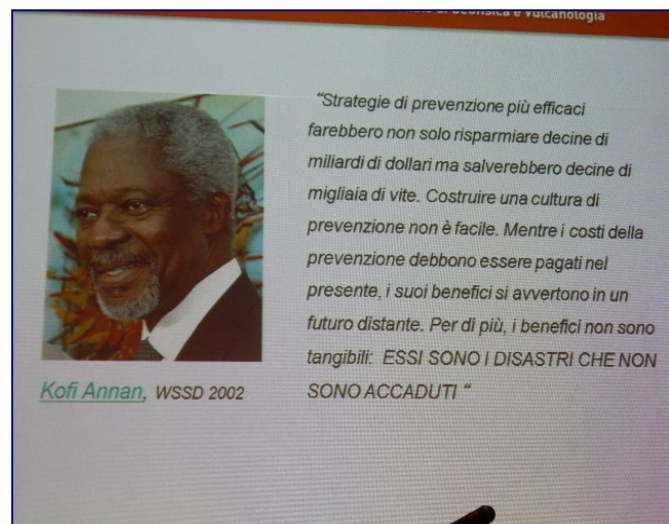 di Geofisica e Vulcanologia
“Strategie di prevenzione più efficaci
farebbero non solo risparmiare decine di
miliardi di dollari ma salverebbero decine di
migliaia di vite. Costruire una cultura di
prevenzione non è facile. Mentre i costi della
prevenzione debbono essere pagati nel
presente, i suoi benefici si avvertono in un
futuro distante. Per di più, i benefici non sono
tangibili: ESSI SONO I DISASTRI CHE NON
SONO ACCADUTI “
Kofi Annan, WSSD 2002